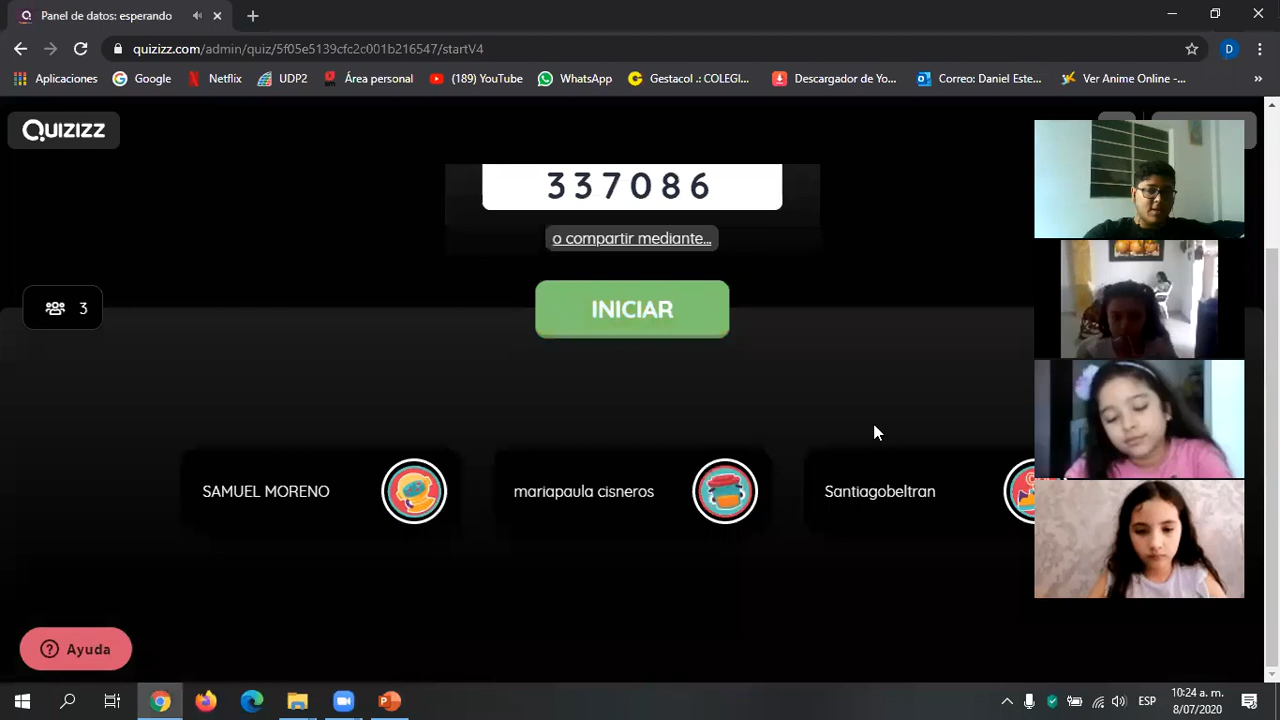 Panel de datos: esperando
quizizz.com/admin/quiz/5f05e5139cfc2c001b216547/startV4
D
Aplicaciones Google Netflix UDP2 Área personal (189) YouTube WhatsApp Gestacol .: COLEGI... Descargador de Yo... Correo: Daniel Este... Ver Anime Online -... »
Quizizz
337086
o compartir mediante...
3
INICIAR
SAMUEL MORENO
mariapaula cisneros
Santiagobeltran
? Ayuda
ESP
10:24 a. m.
8/07/2020